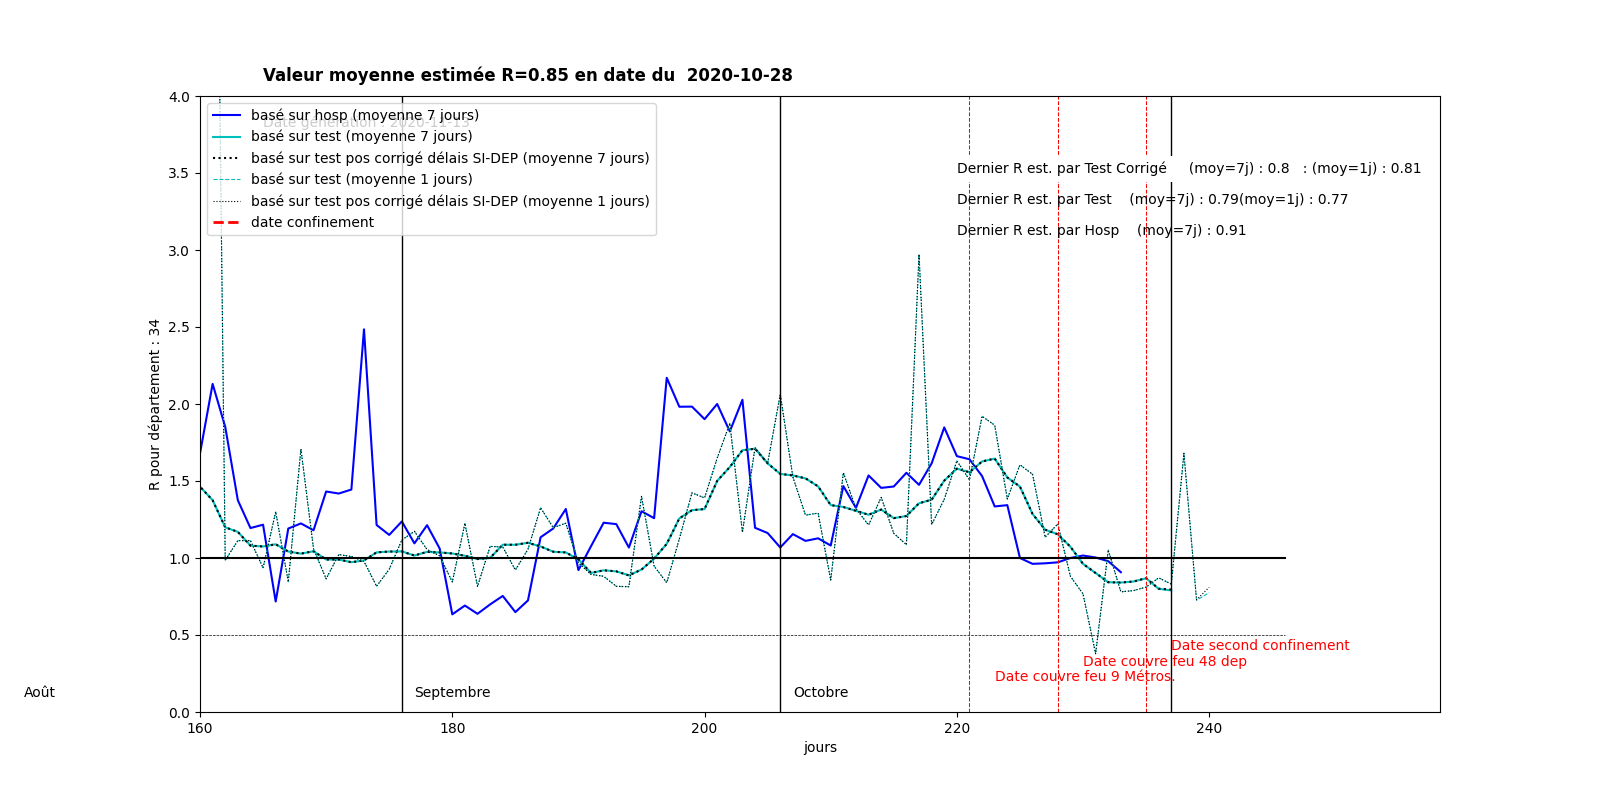 Valeur moyenne estimée R=0.85 en date du  2020-10-28
4.0
3.5
3.0
2.5
2.0
1.5
1.0
0.5
0.0
R pour département : 34
basé sur hosp (moyenne 7 jours)
basé sur test (moyenne 7 jours)
basé sur test pos corrigé délais SI-DEP (moyenne 7 jours)
basé sur test (moyenne 1 jours)
basé sur test pos corrigé délais SI-DEP (moyenne 1 jours)
date confinement
Dernier R est. par Test Corrigé     (moy=7j) : 0.8   : (moy=1j) : 0.81
Dernier R est. par Test    (moy=7j) : 0.79(moy=1j) : 0.77
Dernier R est. par Hosp    (moy=7j) : 0.91
Date second confinement
Date couvre feu 48 dep
Date couvre feu 9 Métros.
Août
Septembre
Octobre
160
180
200
220
240
jours